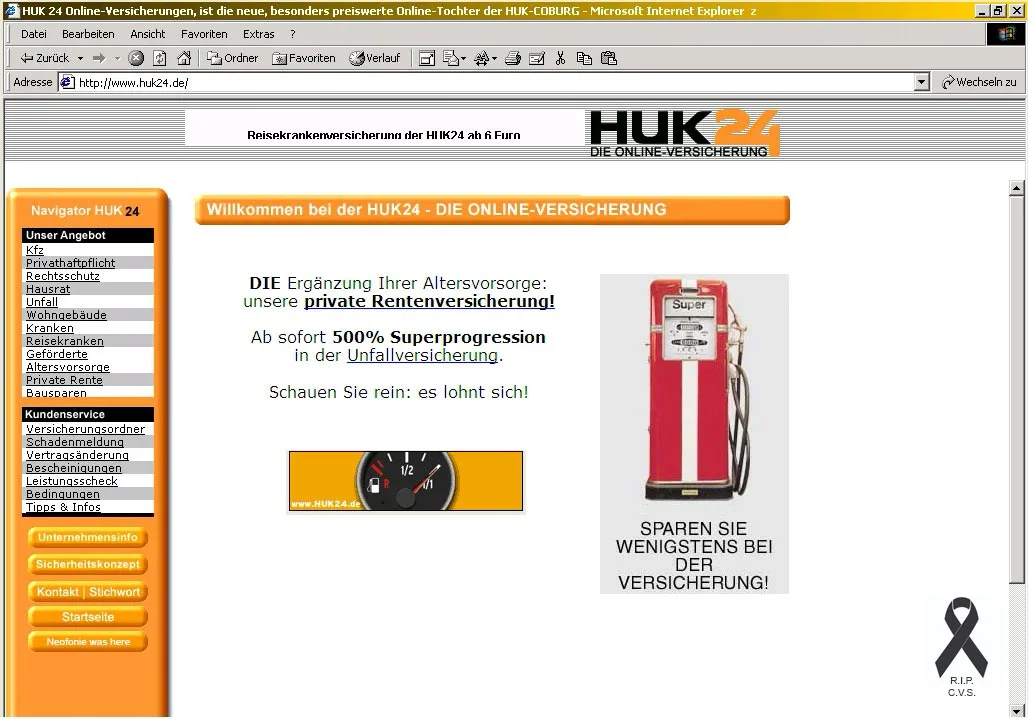 HUK 24 Online-Versicherungen, ist die neue, besonders preiswerte Online-Tochter der HUK-COBURG - Microsoft Internet Explorer z
Datei Bearbeiten Ansicht Favoriten Extras ?
Zurück Ordner Favoriten Verlauf
Adresse http://www.huk24.de/ Wechseln zu
Reisekrankenversicherung der HUK24 ab 6 Euro
HUK24
DIE ONLINE-VERSICHERUNG
Navigator HUK 24
Unser Angebot
Kfz
Privathaftpflicht
Rechtsschutz
Hausrat
Unfall
Wohngebäude
Kranken
Reisekranken
Geförderte
Altersvorsorge
Private Rente
Bausparen
Kundenservice
Versicherungsordner
Schadenmeldung
Vertragsänderung
Bescheinigungen
Leistungsscheck
Bedingungen
Tipps & Infos
Unternehmensinfo
Sicherheitskonzept
Kontakt | Stichwort
Startseite
Neofonie was here
Willkommen bei der HUK24 - DIE ONLINE-VERSICHERUNG
DIE Ergänzung Ihrer Altersvorsorge:
unsere private Rentenversicherung!
Ab sofort 500% Superprogression
in der Unfallversicherung.
Schauen Sie rein: es lohnt sich!
1/2
R 1/1
www.HUK24.de
Super
SPAREN SIE
WENIGSTENS BEI
DER
VERSICHERUNG!
R.I.P.
C.V.S.